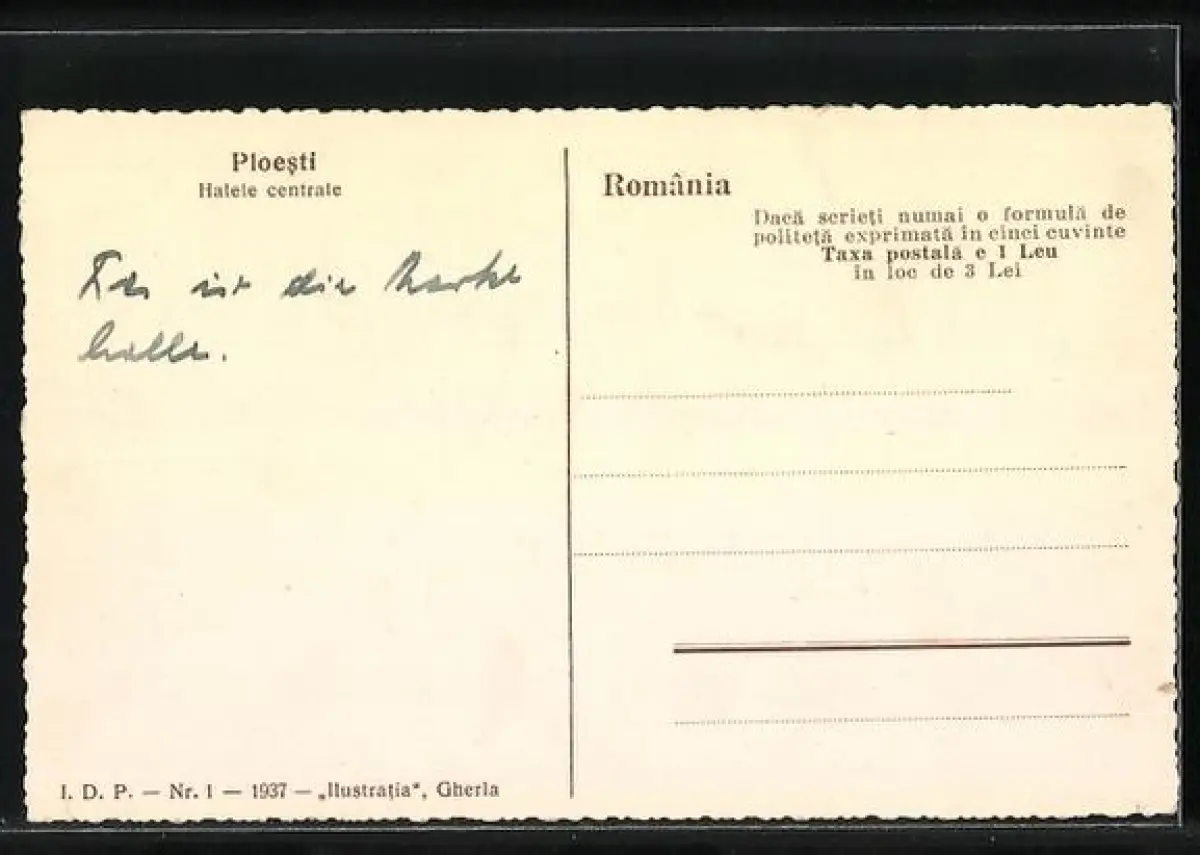 Ploești
Halele centrale
Das ist die Markt
halle.
I. D. P. — Nr. 1 — 1937 — „Ilustrația", Gherla
România
Dacă scrieți numai o formulă de
politeță exprimată în cinci cuvinte
Taxa postală e 1 Leu
în loc de 3 Lei